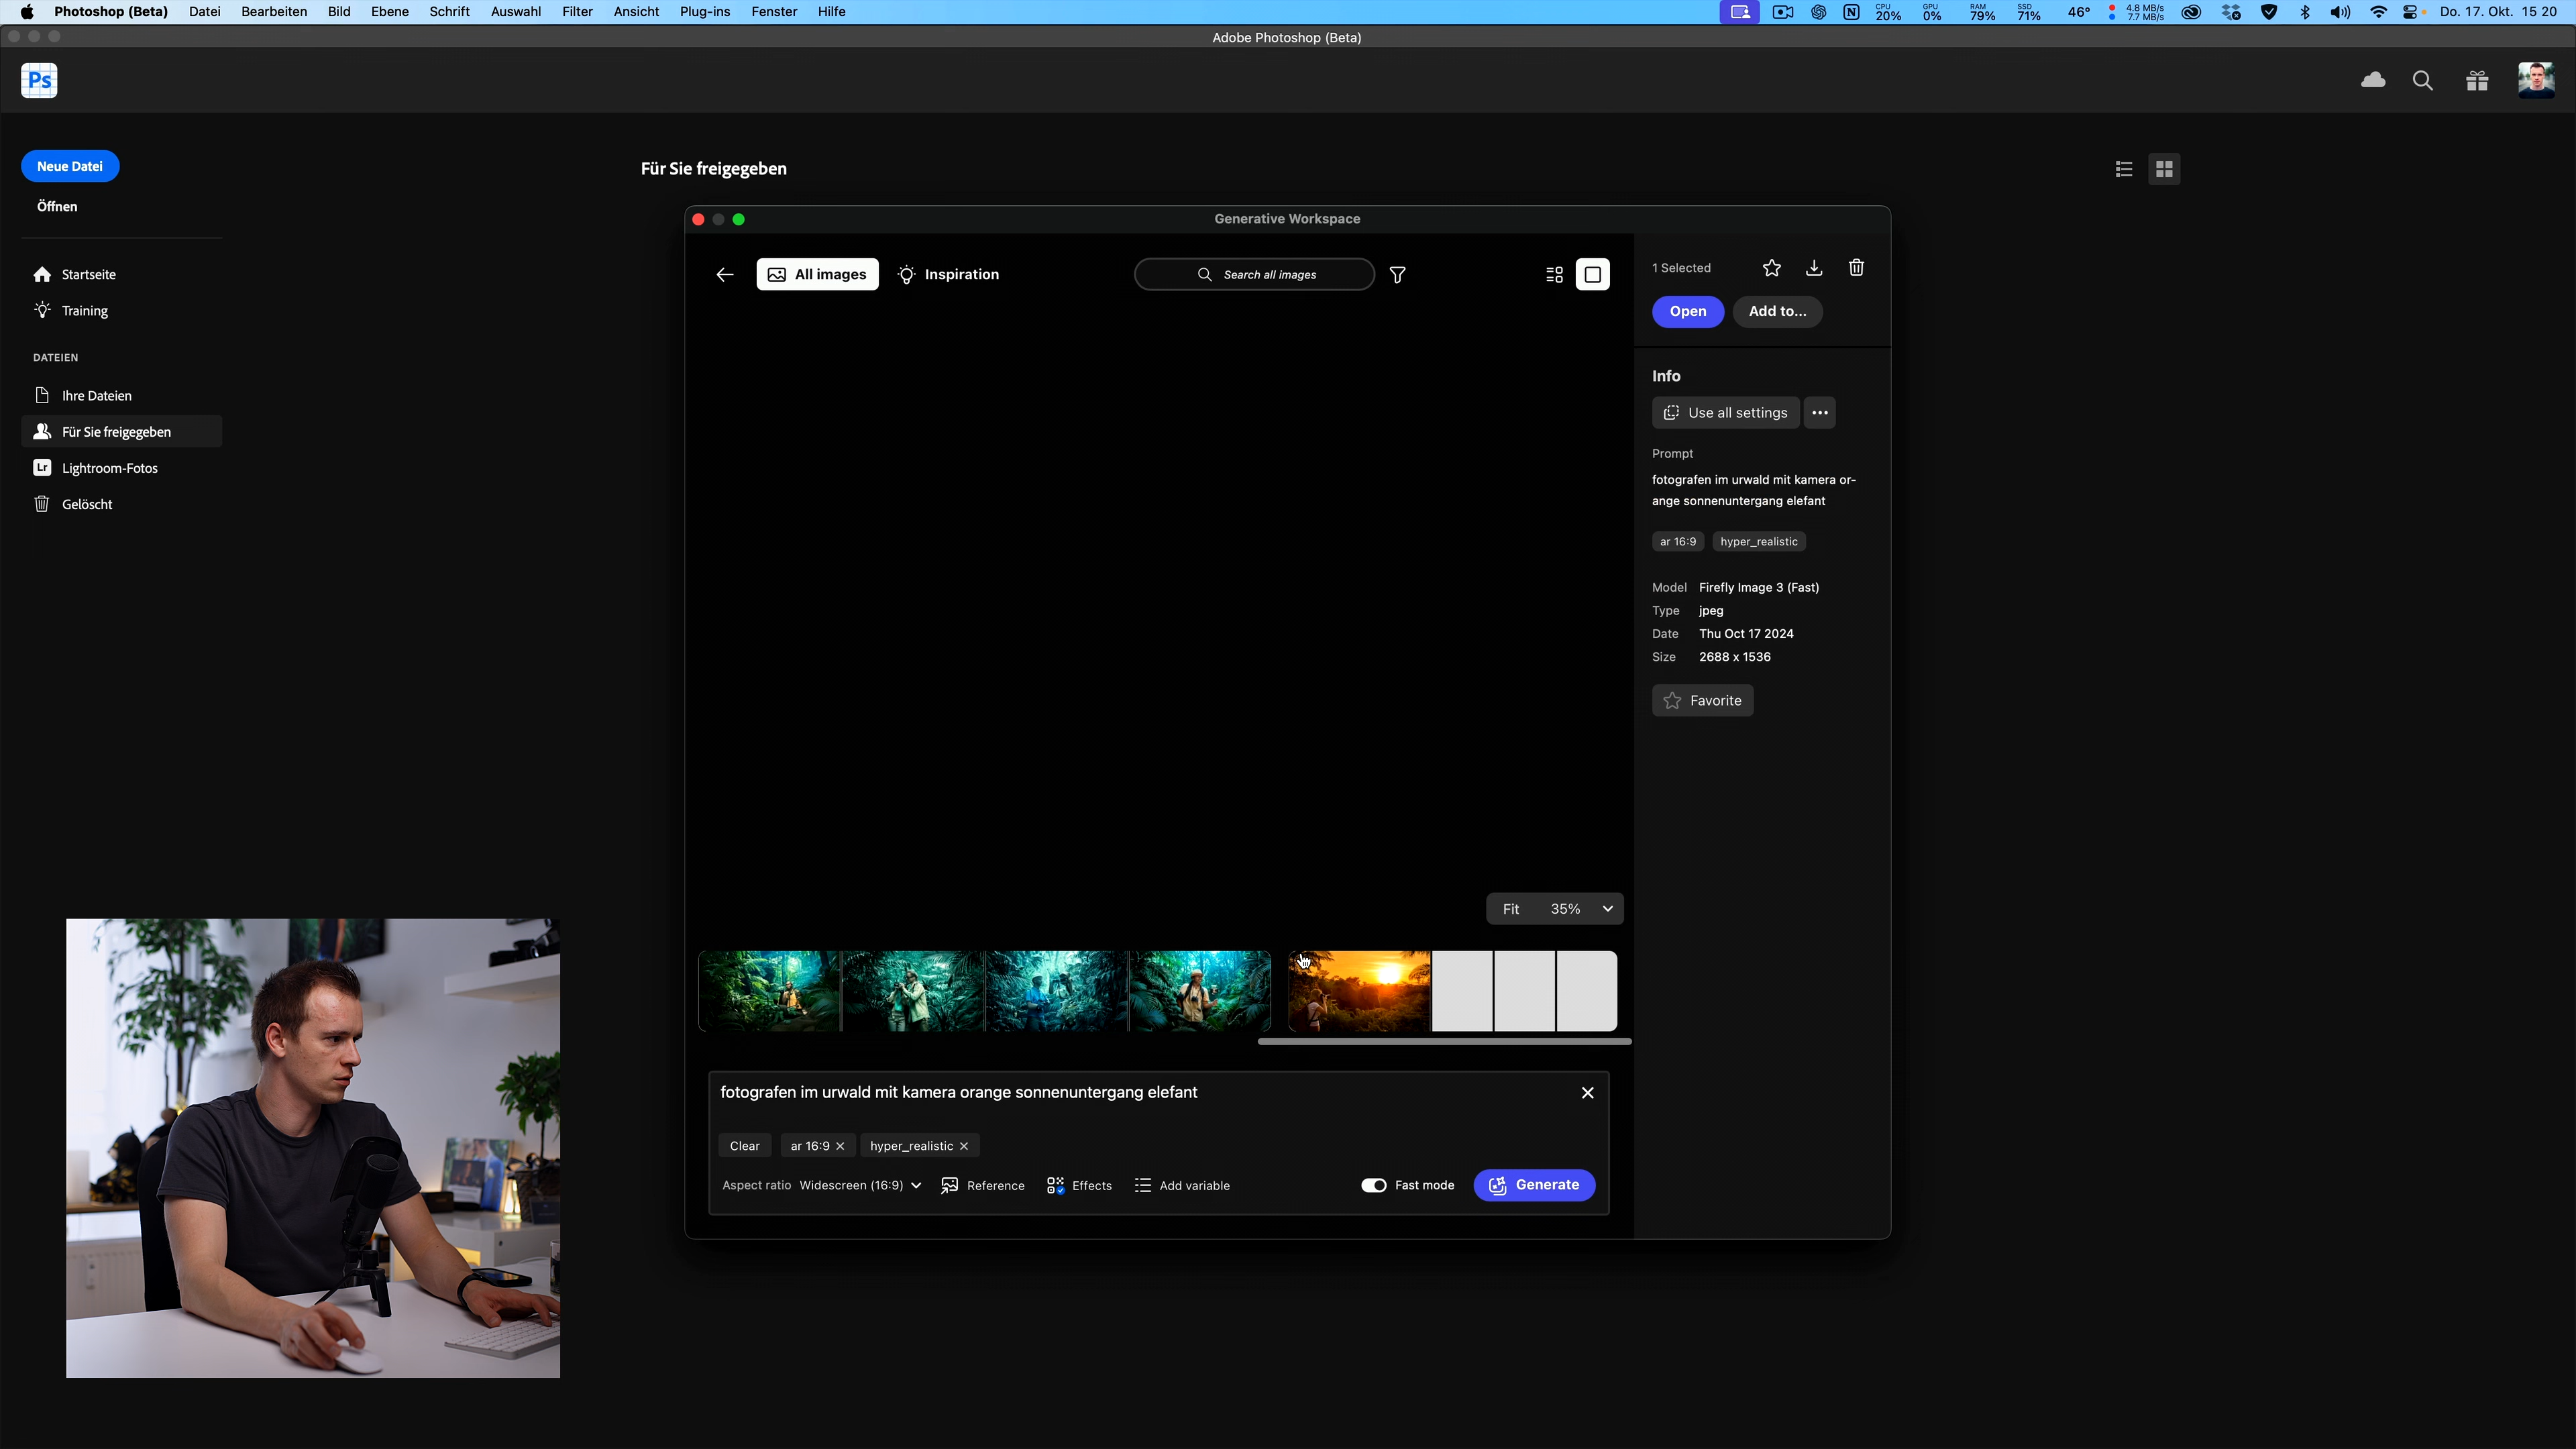 Photoshop (Beta) Datei Bearbeiten Bild Ebene Schrift Auswahl Filter Ansicht Plug-ins Fenster Hilfe
CPU 20% GPU 0% RAM 79% SSD 71% 46° 4.8 MB/s 7.7 MB/s Do. 17. Okt. 15 20
Adobe Photoshop (Beta)
Ps
Neue Datei
Öffnen
Startseite
Training
DATEIEN
Ihre Dateien
Für Sie freigegeben
Lr Lightroom-Fotos
Gelöscht
Für Sie freigegeben
Generative Workspace
All images Inspiration Search all images
1 Selected
Open Add to...
Info
Use all settings
Prompt
fotografen im urwald mit kamera or-
ange sonnenuntergang elefant
ar 16:9 hyper_realistic
Model Firefly Image 3 (Fast)
Type jpeg
Date Thu Oct 17 2024
Size 2688 x 1536
Favorite
Fit 35%
fotografen im urwald mit kamera orange sonnenuntergang elefant
Clear ar 16:9 hyper_realistic
Aspect ratio Widescreen (16:9) Reference Effects Add variable Fast mode Generate